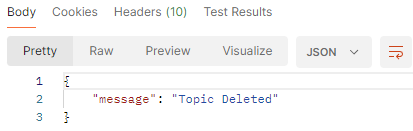 Body Cookies Headers (10) Test Results
Pretty Raw Preview Visualize JSON
1 {
2 "message": "Topic Deleted"
3 }